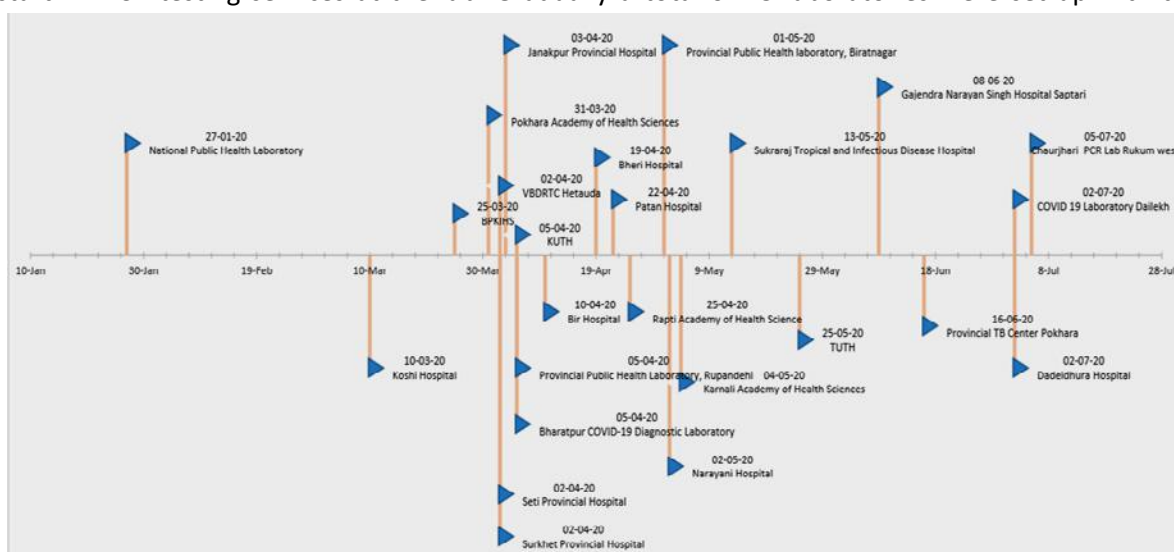 03-04-20
Janakpur Provincial Hospital
01-05-20
Provincial Public Health laboratory, Biratnagar
08-06-20
Gajendra Narayan Singh Hospital Saptari
31-03-20
Pokhara Academy of Health Sciences
27-01-20
National Public Health Laboratory
19-04-20
Bheri Hospital
13-05-20
Sukraraj Tropical and Infectious Disease Hospital
05-07-20
Chaurjhari PCR Lab Rukum wes
02-04-20
VBDRTC Hetauda
22-04-20
Patan Hospital
02-07-20
COVID 19 Laboratory Dailekh
25-03-20
BPKIHS
05-04-20
KUTH
10-Jan 30-Jan 19-Feb 10-Mar 30-Mar 19-Apr 9-May 29-May 18-Jun 8-Jul 28-Jul
10-04-20
Bir Hospital
25-04-20
Rapti Academy of Health Science
16-06-20
Provincial TB Center Pokhara
25-05-20
TUTH
10-03-20
Koshi Hospital
05-04-20
Provincial Public Health Laboratory, Rupandehi
04-05-20
Karnali Academy of Health Sciences
02-07-20
Dadeldhura Hospital
05-04-20
Bharatpur COVID-19 Diagnostic Laboratory
02-05-20
Narayani Hospital
02-04-20
Seti Provincial Hospital
02-04-20
Surkhet Provincial Hospital